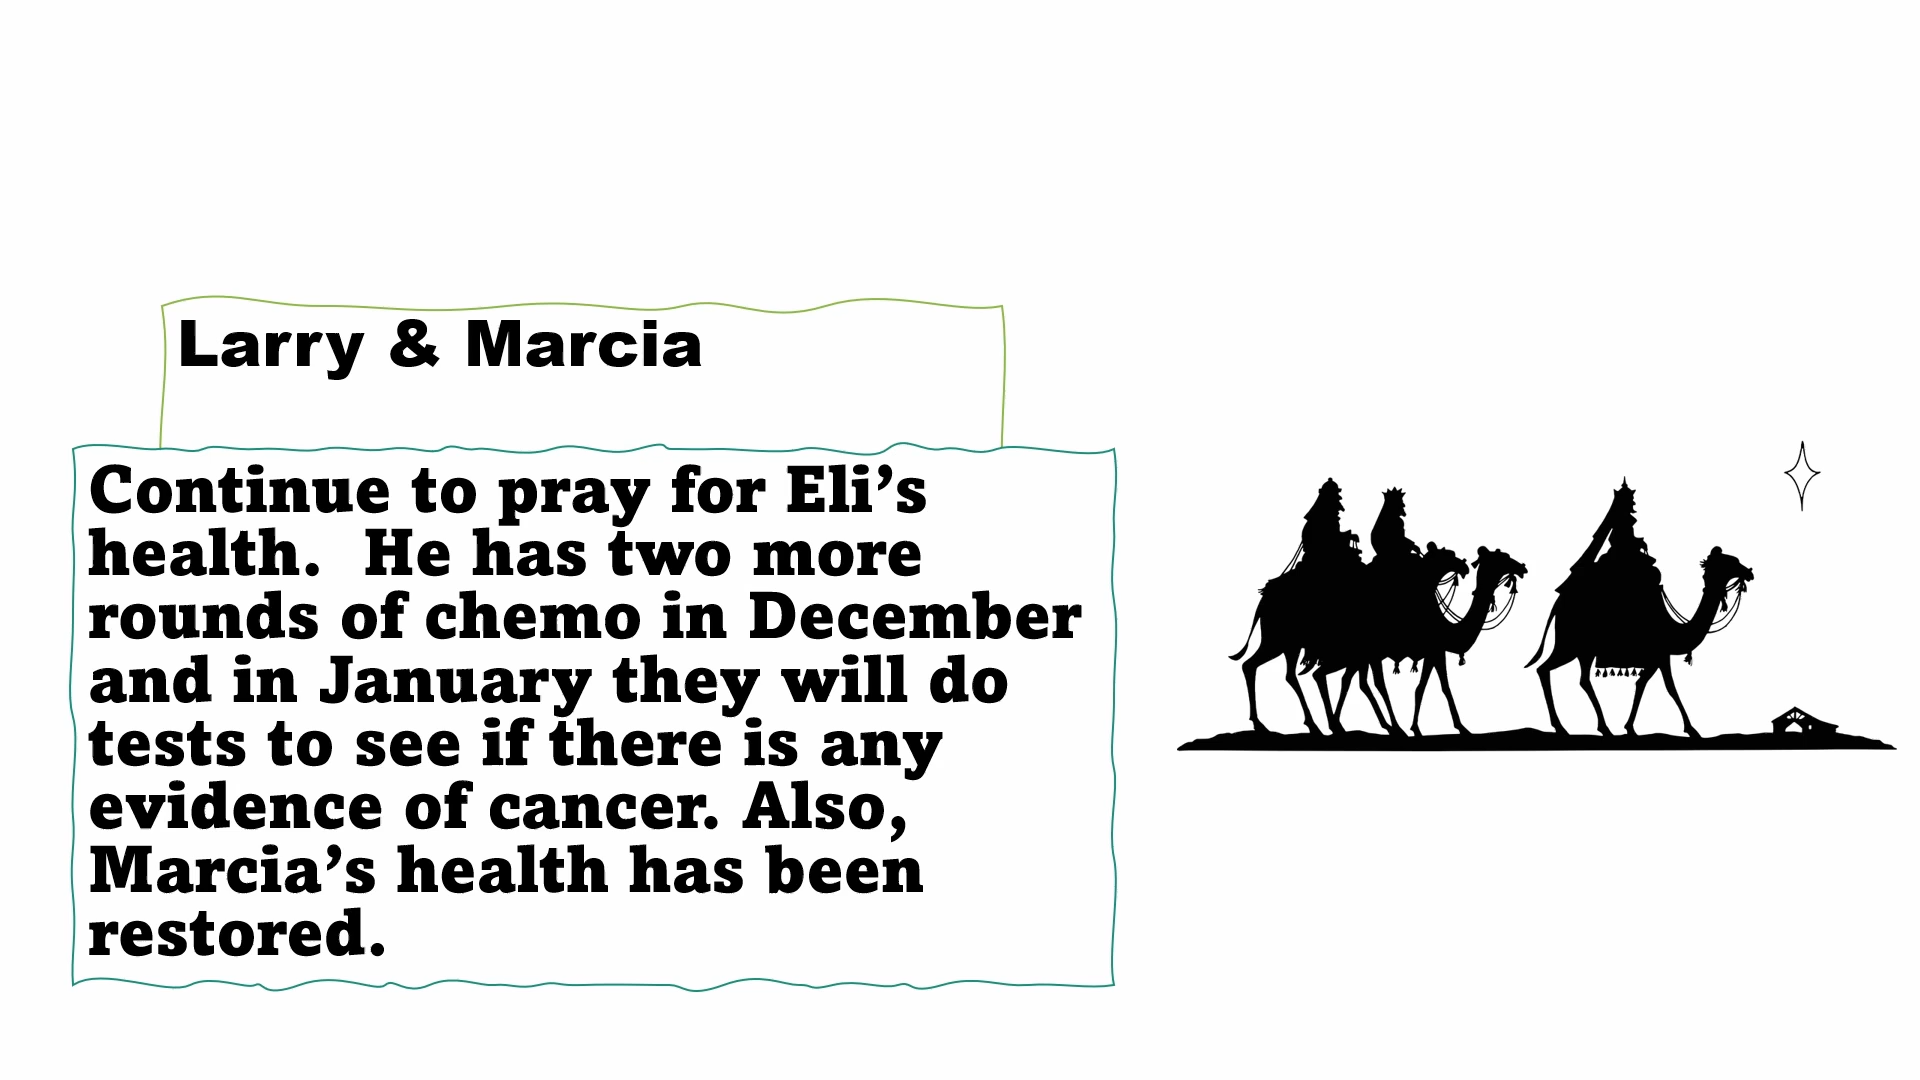 Larry & Marcia
Continue to pray for Eli’s
health.  He has two more
rounds of chemo in December
and in January they will do
tests to see if there is any
evidence of cancer. Also,
Marcia’s health has been
restored.